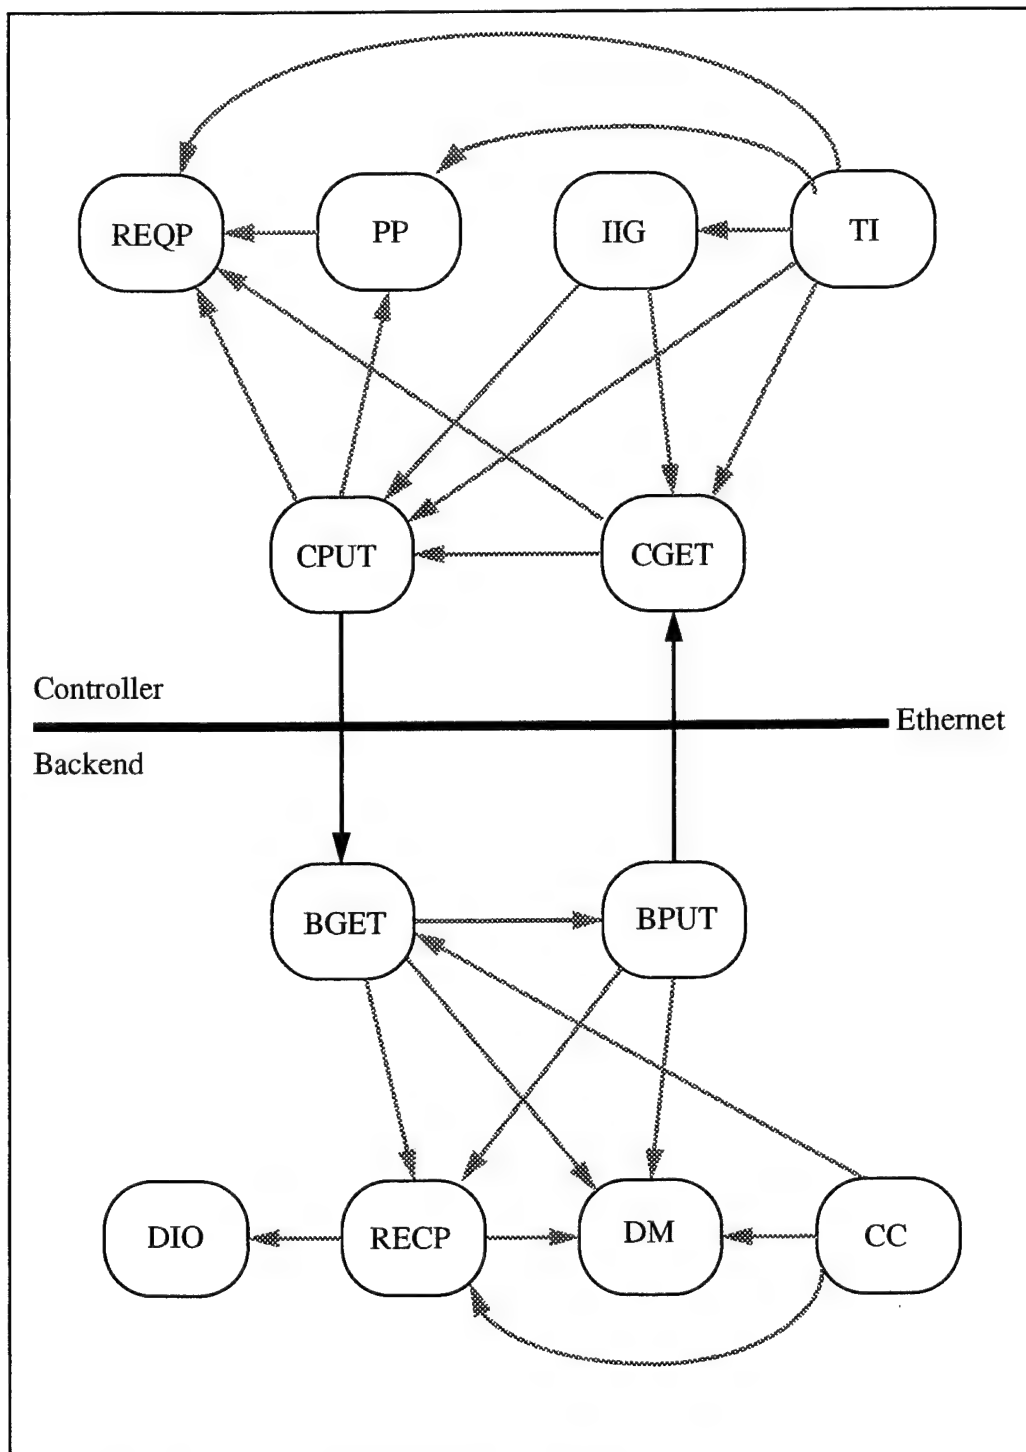 REQP
PP
IIG
TI
CPUT
CGET
Controller
Ethernet
Backend
BGET
BPUT
DIO
RECP
DM
CC